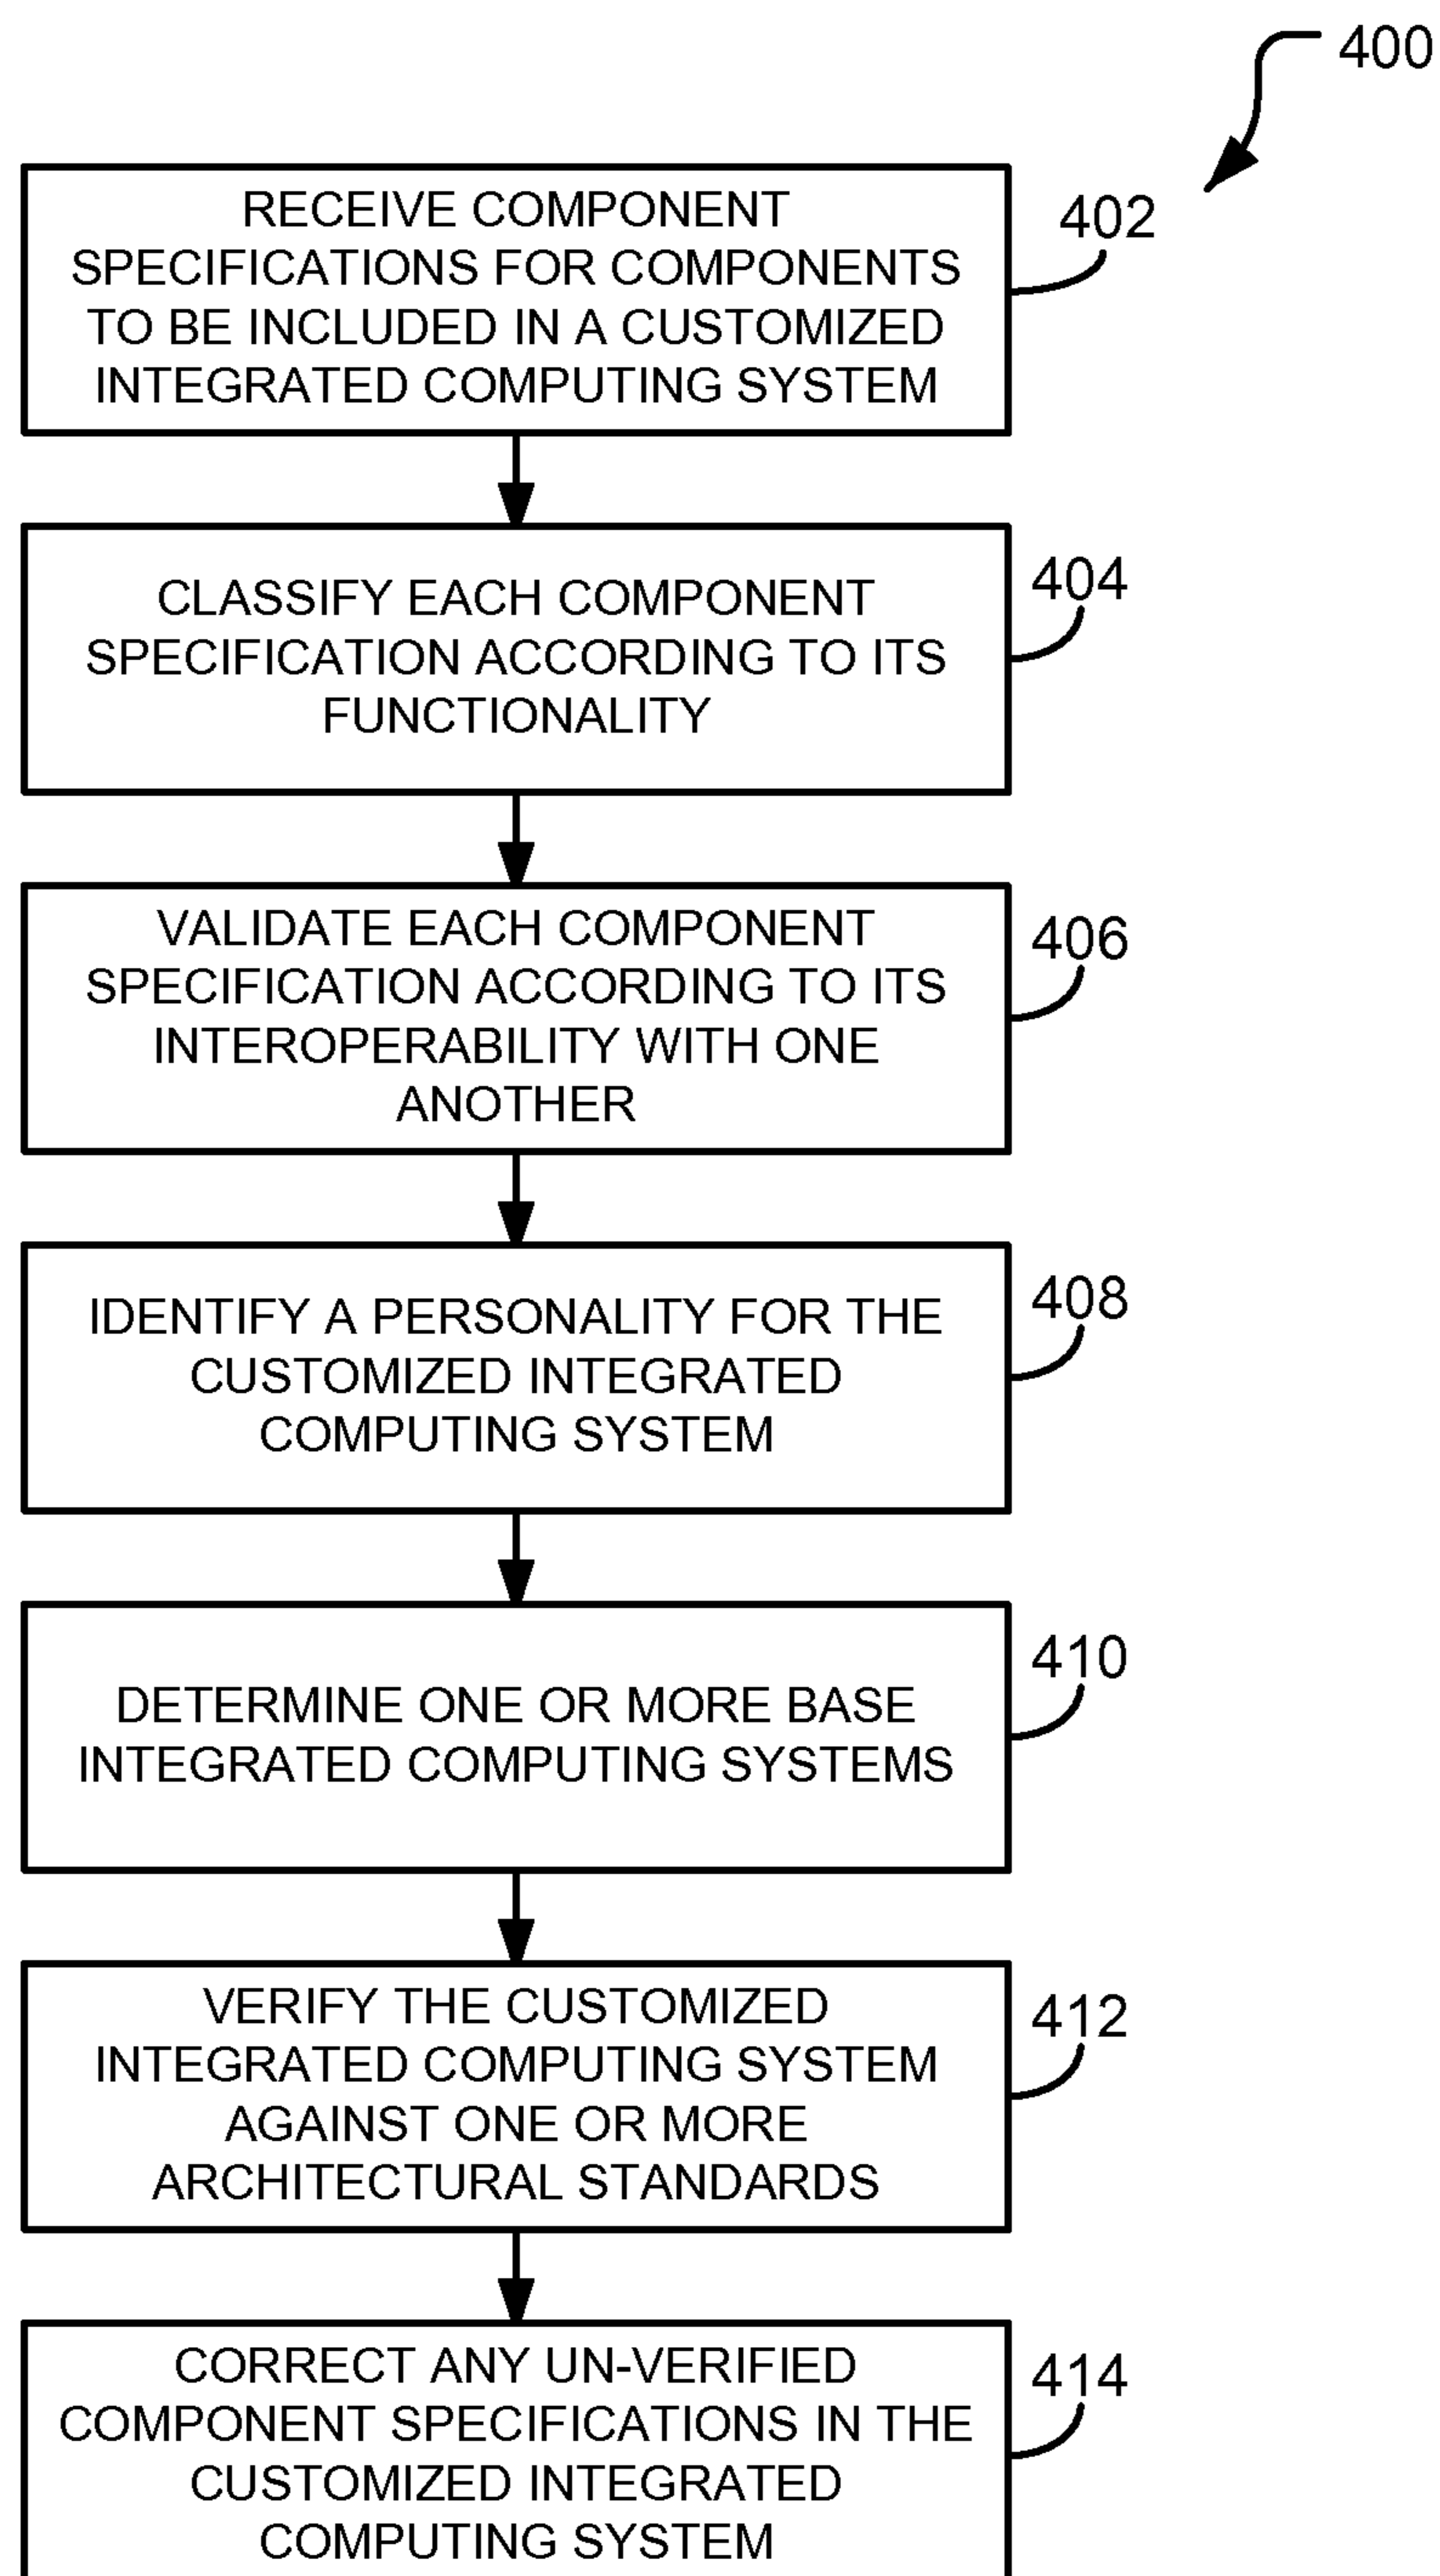 400
RECEIVE COMPONENT
SPECIFICATIONS FOR COMPONENTS
TO BE INCLUDED IN A CUSTOMIZED
INTEGRATED COMPUTING SYSTEM
402
CLASSIFY EACH COMPONENT
SPECIFICATION ACCORDING TO ITS
FUNCTIONALITY
404
VALIDATE EACH COMPONENT
SPECIFICATION ACCORDING TO ITS
INTEROPERABILITY WITH ONE
ANOTHER
406
IDENTIFY A PERSONALITY FOR THE
CUSTOMIZED INTEGRATED
COMPUTING SYSTEM
408
DETERMINE ONE OR MORE BASE
INTEGRATED COMPUTING SYSTEMS
410
VERIFY THE CUSTOMIZED
INTEGRATED COMPUTING SYSTEM
AGAINST ONE OR MORE
ARCHITECTURAL STANDARDS
412
CORRECT ANY UN-VERIFIED
COMPONENT SPECIFICATIONS IN THE
CUSTOMIZED INTEGRATED
COMPUTING SYSTEM
414